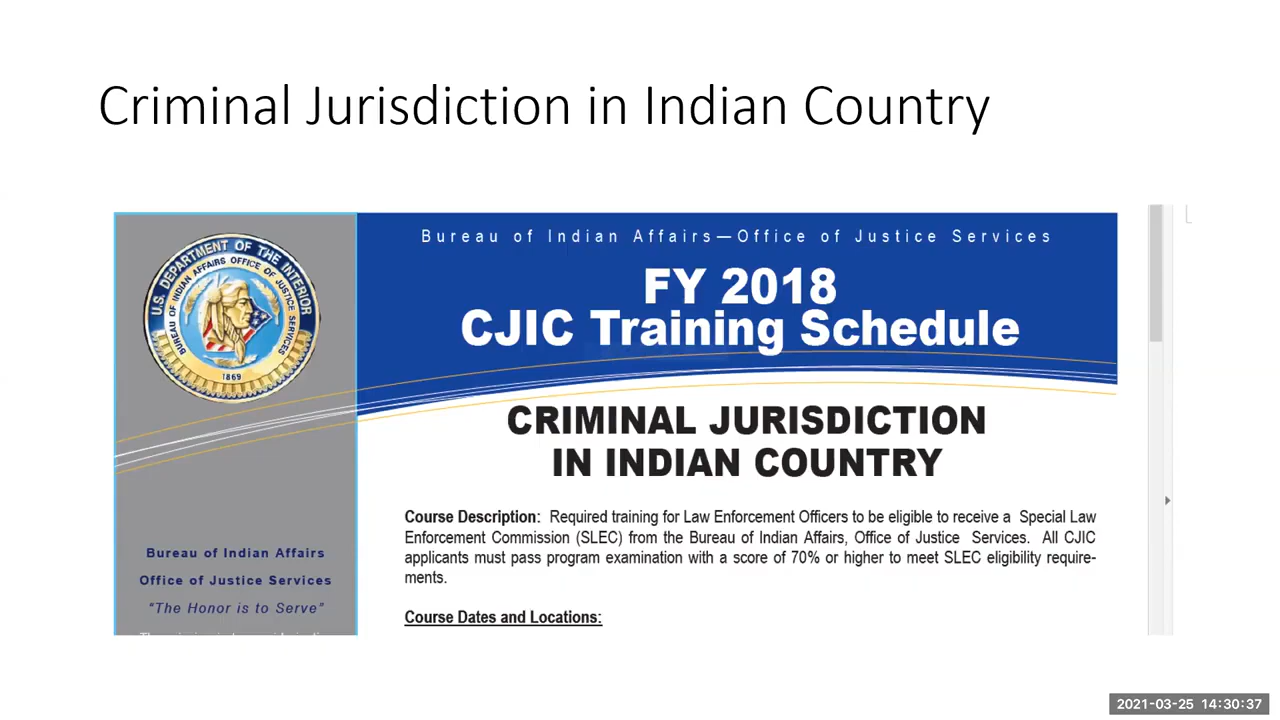 Criminal Jurisdiction in Indian Country
U.S. DEPARTMENT OF THE INTERIOR
BUREAU OF INDIAN AFFAIRS OFFICE OF JUSTICE SERVICES
1869
Bureau of Indian Affairs—Office of Justice Services
FY 2018
CJIC Training Schedule
CRIMINAL JURISDICTION
IN INDIAN COUNTRY
Course Description: Required training for Law Enforcement Officers to be eligible to receive a Special Law
Enforcement Commission (SLEC) from the Bureau of Indian Affairs, Office of Justice Services. All CJIC
applicants must pass program examination with a score of 70% or higher to meet SLEC eligibility require-
ments.
Course Dates and Locations:
Bureau of Indian Affairs
Office of Justice Services
“The Honor is to Serve”
2021-03-25 14:30:37